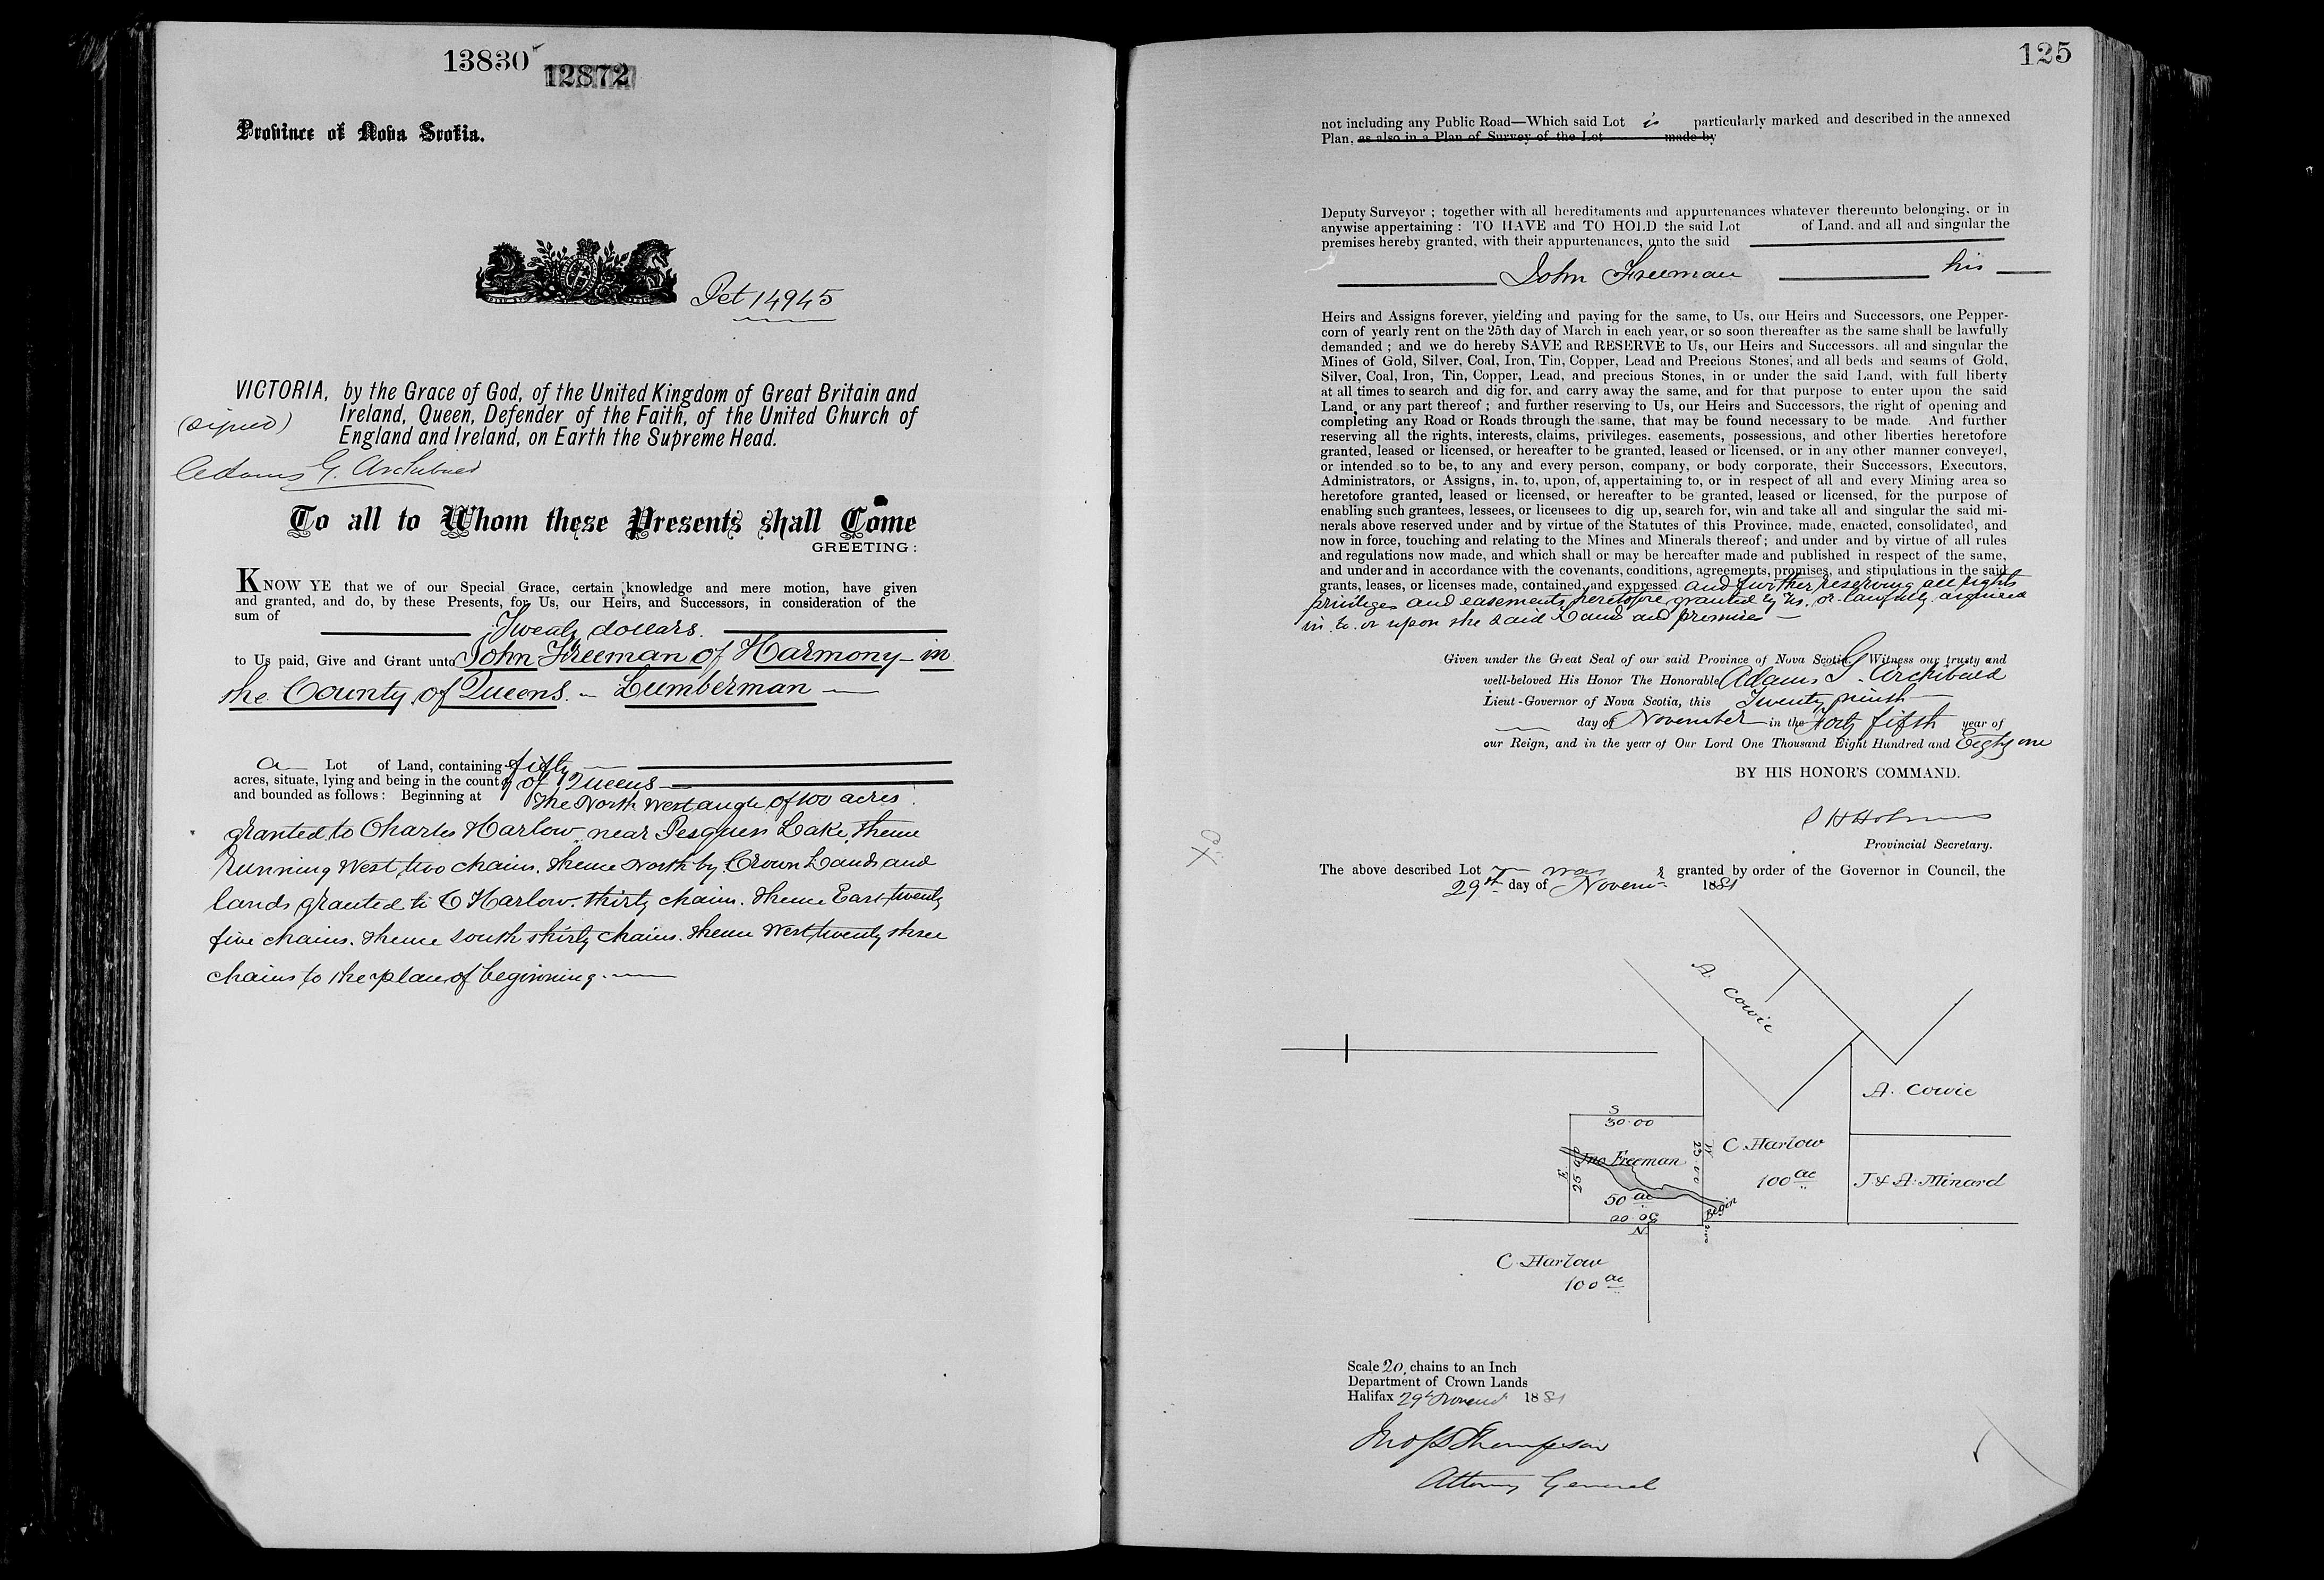 13830
12872
Province of Nova Scotia.
Pet 14945
VICTORIA, by the Grace of God, of the United Kingdom of Great Britain and
Ireland, Queen, Defender of the Faith, of the United Church of
England and Ireland, on Earth the Supreme Head.
(Signed)
Adams G. Archibald
To all to Whom these Presents shall Come
GREETING:
KNOW YE that we of our Special Grace, certain knowledge and mere motion, have given
and granted, and do, by these Presents, for Us, our Heirs, and Successors, in consideration of the
sum of
Twenty dollars.
to Us paid, Give and Grant unto John Freeman of Harmony - in
the County of Queens - Lumberman
a Lot of Land, containing fifty
acres, situate, lying and being in the county of Queens
and bounded as follows: Beginning at the North West angle of 100 acres
granted to Charles Harlow near Lake, thence
running West two chains. thence North by Crown Lands and
lands granted to C Harlow thirty chains. thence East twenty
five chains. thence South thirty chains. thence West twenty three
chains to the place of beginning.
125
not including any Public Road—Which said Lot is particularly marked and described in the annexed
Plan, as also in a Plan of Survey of the Lot made by
Deputy Surveyor ; together with all hereditaments and appurtenances whatever thereunto belonging, or in
anywise appertaining : TO HAVE and TO HOLD the said Lot of Land. and all and singular the
premises hereby granted, with their appurtenances, unto the said
John Freeman his
Heirs and Assigns forever, yielding and paying for the same, to Us, our Heirs and Successors, one Pepper-
corn of yearly rent on the 25th day of March in each year, or so soon thereafter as the same shall be lawfully
demanded ; and we do hereby SAVE and RESERVE to Us, our Heirs and Successors. all and singular the
Mines of Gold, Silver, Coal, Iron, Tin, Copper, Lead and Precious Stones, and all beds and seams of Gold,
Silver, Coal, Iron, Tin, Copper, Lead, and precious Stones, in or under the said Land, with full liberty
at all times to search and dig for, and carry away the same, and for that purpose to enter upon the said
Land, or any part thereof ; and further reserving to Us, our Heirs and Successors, the right of opening and
completing any Road or Roads through the same, that may be found necessary to be made. And further
reserving all the rights, interests, claims, privileges. easements, possessions, and other liberties heretofore
granted, leased or licensed, or hereafter to be granted, leased or licensed, or in any other manner conveyed,
or intended so to be, to any and every person, company, or body corporate, their Successors, Executors,
Administrators, or Assigns, in, to, upon, of, appertaining to, or in respect of all and every Mining area so
heretofore granted, leased or licensed, or hereafter to be granted, leased or licensed, for the purpose of
enabling such grantees, lessees, or licensees to dig up, search for, win and take all and singular the said mi-
nerals above reserved under and by virtue of the Statutes of this Province. made, enacted, consolidated, and
now in force, touching and relating to the Mines and Minerals thereof ; and under and by virtue of all rules
and regulations now made, and which shall or may be hereafter made and published in respect of the same,
and under and in accordance with the covenants, conditions, agreements, promises, and stipulations in the said
grants, leases, or licenses made, contained, and expressed and further reserving all rights
privileges and easements heretofore granted by Us. or lawfully acquired
in. to. or upon the said Land and premises
Given under the Great Seal of our said Province of Nova Scotia. Witness our trusty and
well-beloved His Honor The Honorable Adams G. Archibald
Lieut-Governor of Nova Scotia, this Twenty ninth
day of November in the Forty fifth year of
our Reign, and in the year of Our Lord One Thousand Eight Hundred and Eighty one
BY HIS HONOR'S COMMAND.
S H Holmes
Provincial Secretary.
The above described Lot was granted by order of the Governor in Council, the
29th day of Novem 1881
A. Cowie
A. Cowie
S
30.00
Jno Freeman
50 ac
E
25.00
W
25.00
30.00
N
Begin
C. Harlow
100 ac
J & A. Minard
C. Harlow
100 ac
Scale 20 chains to an Inch
Department of Crown Lands
Halifax 29th Novem 1881
Jno S D Thompson
Attorney General